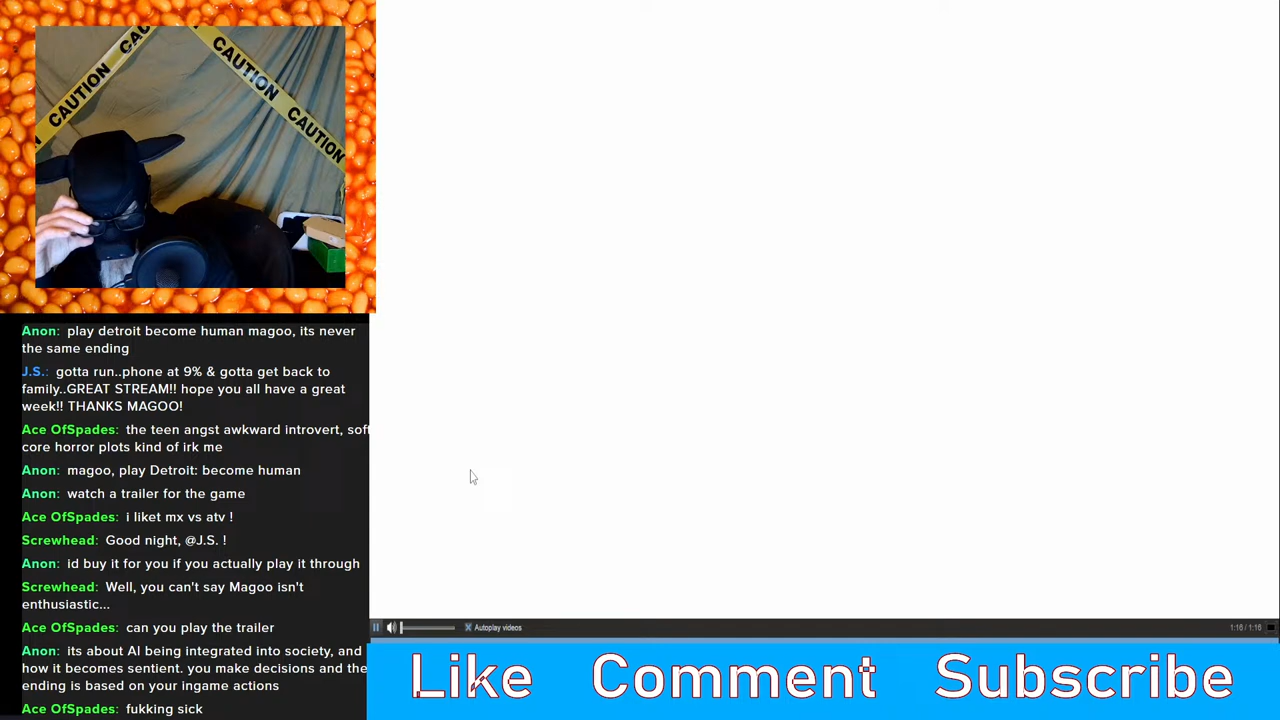 CAUTION CAUTION
CAUTION CAUTION
Anon: play detroit become human magoo, its never
the same ending
J.S.: gotta run..phone at 9% & gotta get back to
family..GREAT STREAM!! hope you all have a great
week!! THANKS MAGOO!
Ace OfSpades: the teen angst awkward introvert, soft
core horror plots kind of irk me
Anon: magoo, play Detroit: become human
Anon: watch a trailer for the game
Ace OfSpades: i liket mx vs atv !
Screwhead: Good night, @J.S. !
Anon: id buy it for you if you actually play it through
Screwhead: Well, you can't say Magoo isn't
enthusiastic...
Ace OfSpades: can you play the trailer
Anon: its about AI being integrated into society, and
how it becomes sentient. you make decisions and the
ending is based on your ingame actions
Ace OfSpades: fukking sick
Autoplay videos
1:16 / 1:16
Like Comment Subscribe